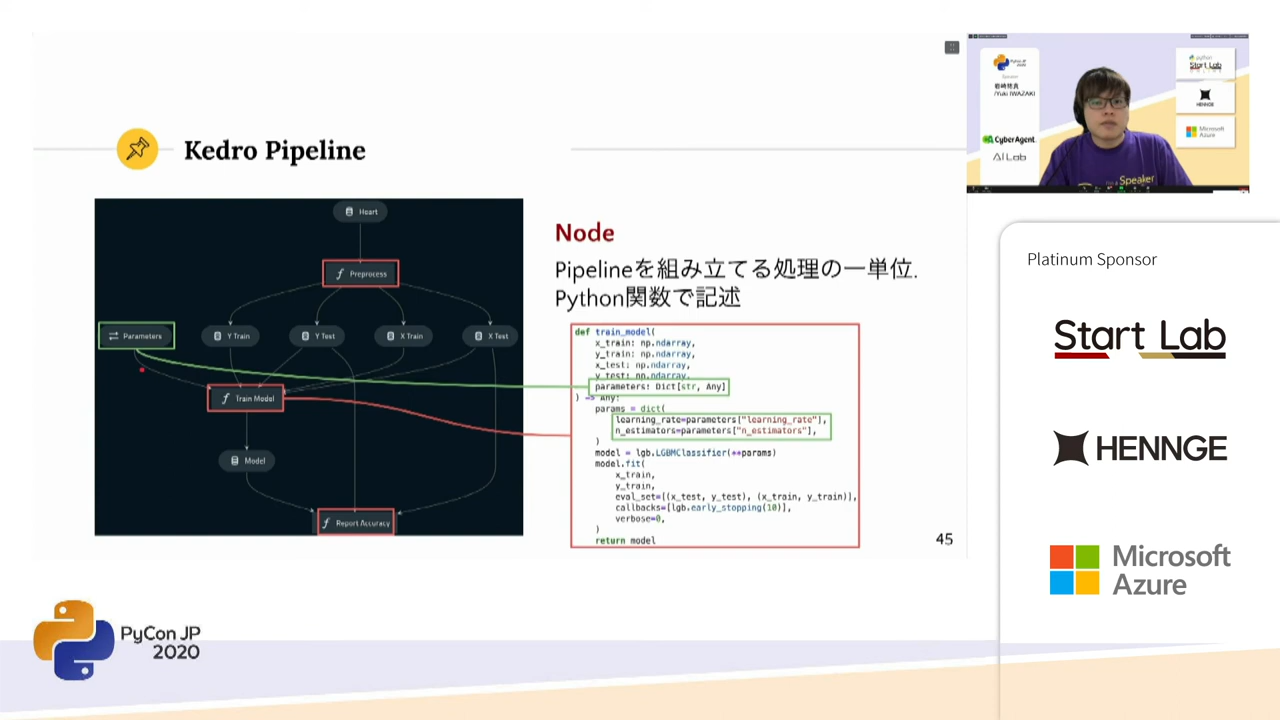 Kedro Pipeline
Heart
Preprocess
Parameters
Y Train
Y Test
X Train
X Test
Train Model
Model
Report Accuracy
Node
Pipelineを組み立てる処理の一単位.
Python関数で記述
def train_model(
x_train: np.ndarray,
y_train: np.ndarray,
x_test: np.ndarray,
y_test: np.ndarray,
parameters: Dict[str, Any]
) -> Any:
params = dict(
learning_rate=parameters["learning_rate"],
n_estimators=parameters["n_estimators"],
)
model = lgb.LGBMClassifier(**params)
model.fit(
x_train,
y_train,
eval_set=[(x_test, y_test), (x_train, y_train)],
callbacks=[lgb.early_stopping(10)],
verbose=0,
)
return model
45
PyCon JP
2020
Speaker
/Yuki IWAZAKI
CyberAgent
AI Lab
python
Start Lab
HENNGE
Microsoft
Azure
Speaker
Platinum Sponsor
Start Lab
HENNGE
Microsoft
Azure
PyCon JP
2020